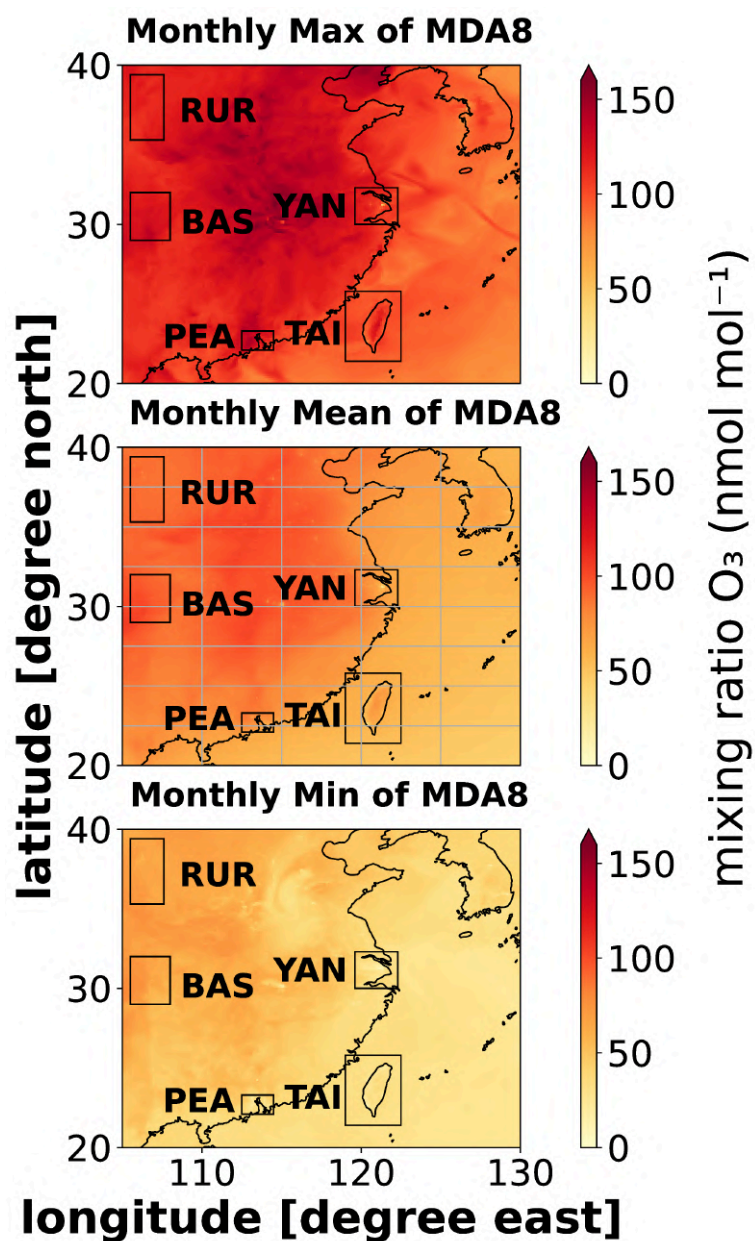 Monthly Max of MDA8
40
30
20
RUR
BAS
YAN
PEA
TAI
150
100
50
0
Monthly Mean of MDA8
40
30
20
RUR
BAS
YAN
PEA
TAI
150
100
50
0
Monthly Min of MDA8
40
30
20
RUR
BAS
YAN
PEA
TAI
150
100
50
0
110 120 130
longitude [degree east]
latitude [degree north]
mixing ratio O₃ (nmol mol⁻¹)